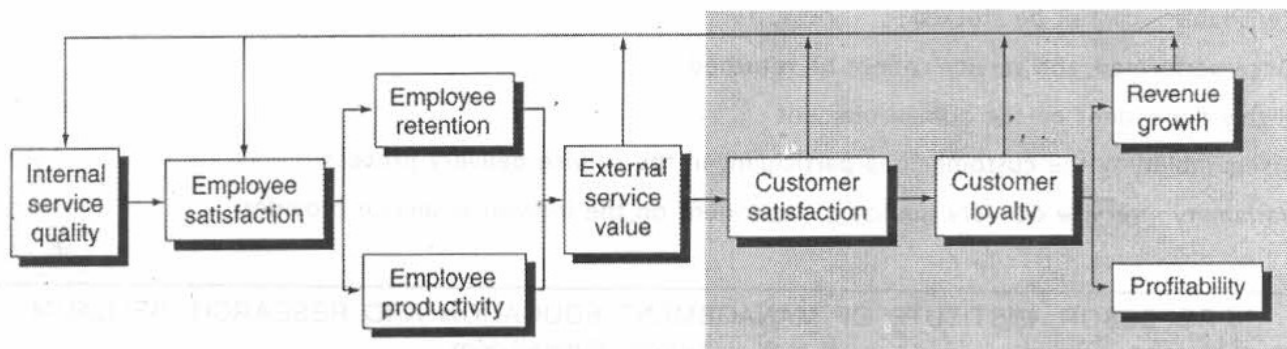 Internal
service
quality
Employee
satisfaction
Employee
retention
Employee
productivity
External
service
value
Customer
satisfaction
Customer
loyalty
Revenue
growth
Profitability